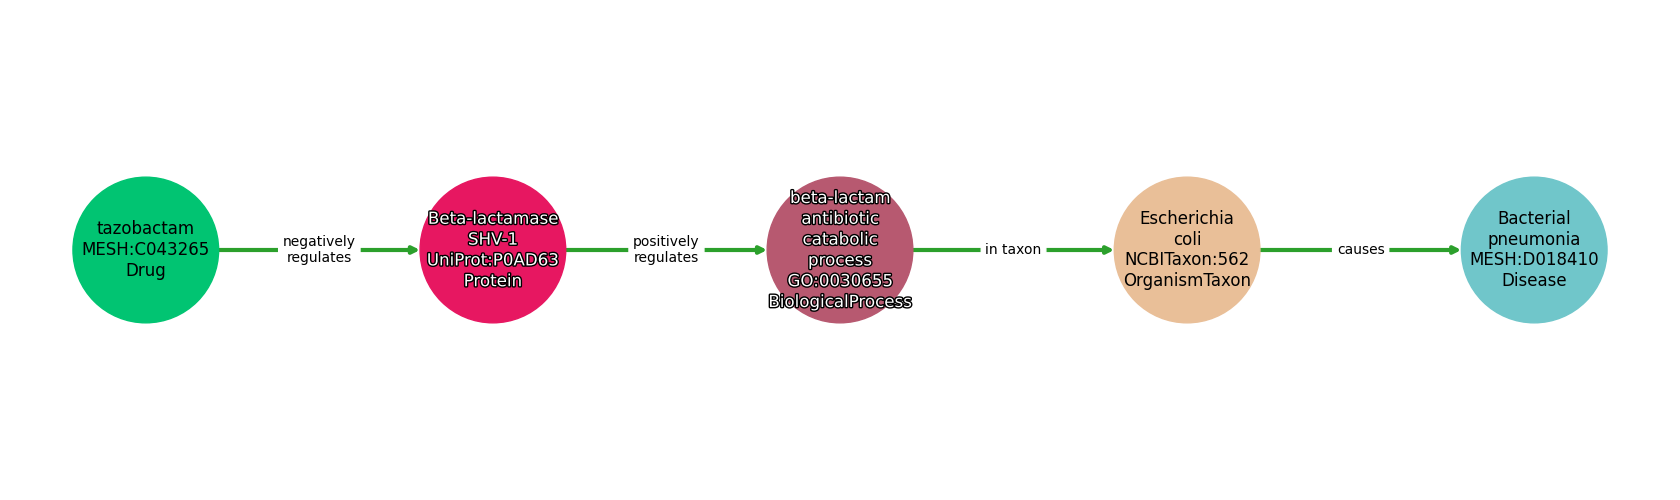 tazobactam
MESH:C043265
Drug
negatively
regulates
Beta-lactamase
SHV-1
UniProt:P0AD63
Protein
positively
regulates
beta-lactam
antibiotic
catabolic
process
GO:0030655
BiologicalProcess
in taxon
Escherichia
coli
NCBITaxon:562
OrganismTaxon
causes
Bacterial
pneumonia
MESH:D018410
Disease